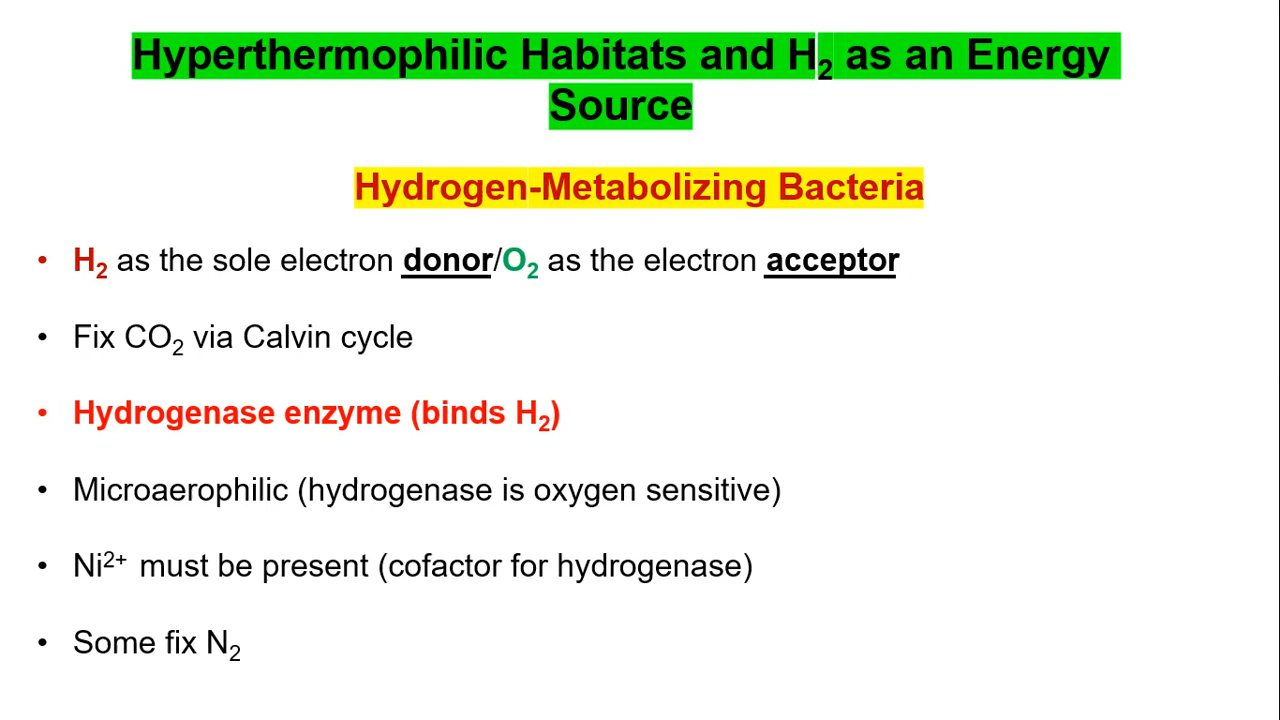 Hyperthermophilic Habitats and H₂ as an Energy
Source
Hydrogen-Metabolizing Bacteria
• H₂ as the sole electron donor/O₂ as the electron acceptor
• Fix CO₂ via Calvin cycle
• Hydrogenase enzyme (binds H₂)
• Microaerophilic (hydrogenase is oxygen sensitive)
• Ni²⁺ must be present (cofactor for hydrogenase)
• Some fix N₂